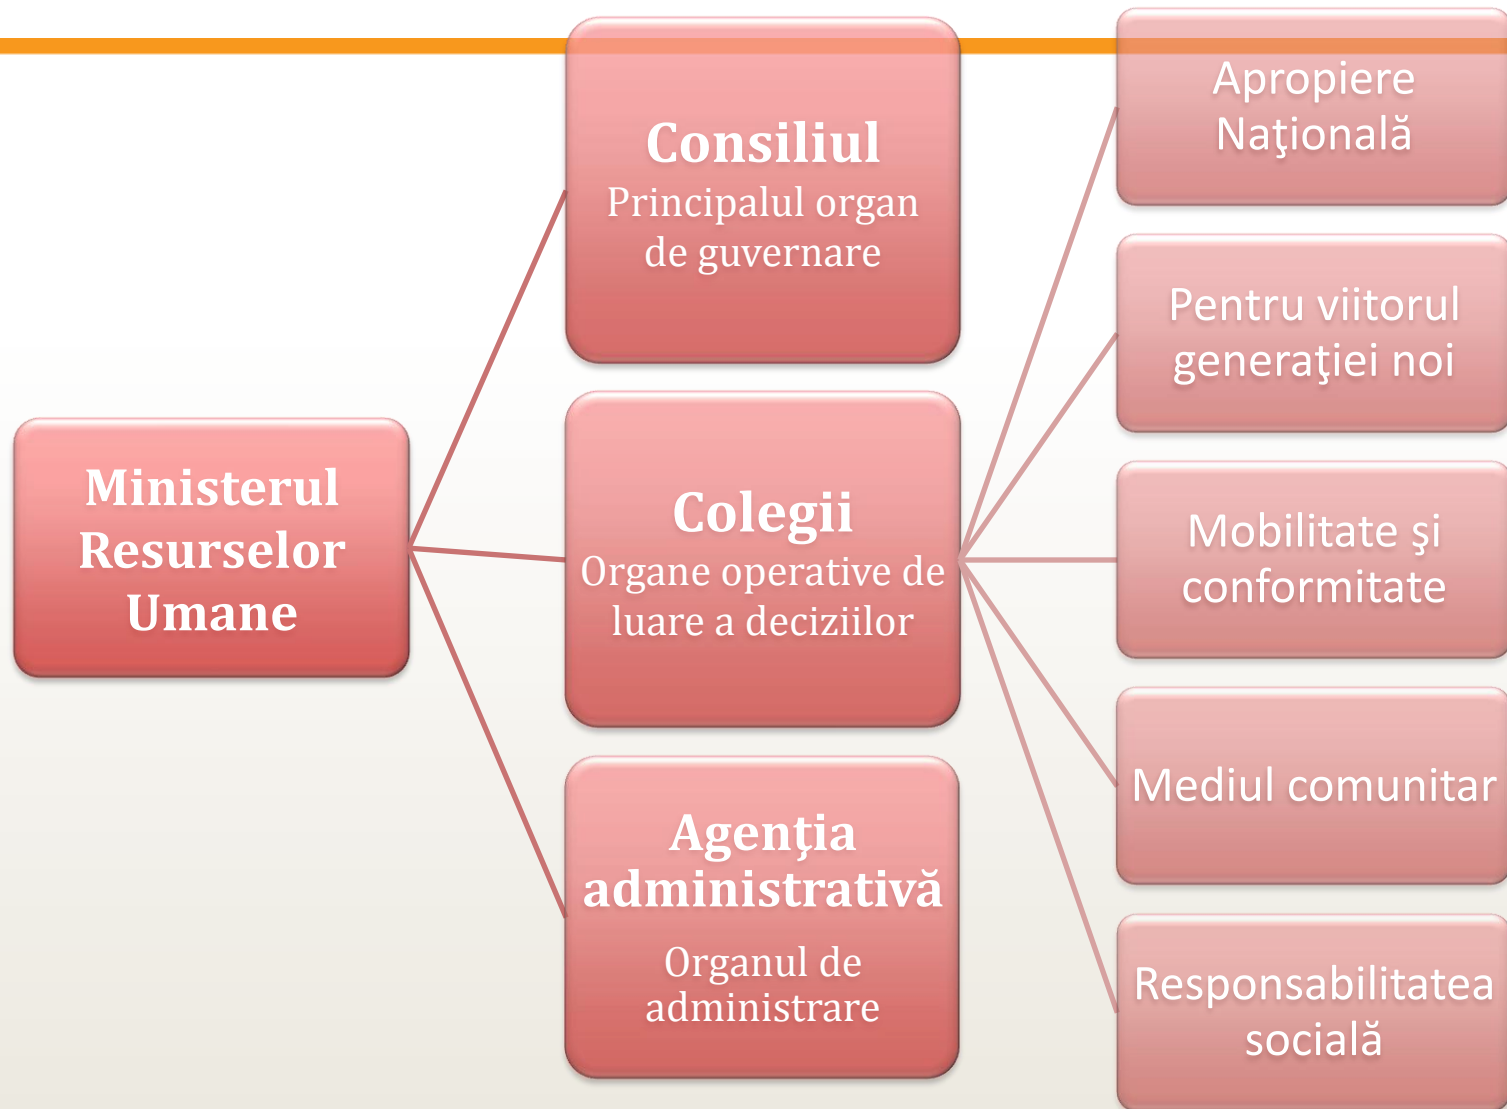 Ministerul
Resurselor
Umane
Consiliul
Principalul organ
de guvernare
Colegii
Organe operative de
luare a deciziilor
Agenţia
administrativă
Organul de
administrare
Apropiere
Naţională
Pentru viitorul
generaţiei noi
Mobilitate şi
conformitate
Mediul comunitar
Responsabilitatea
socială